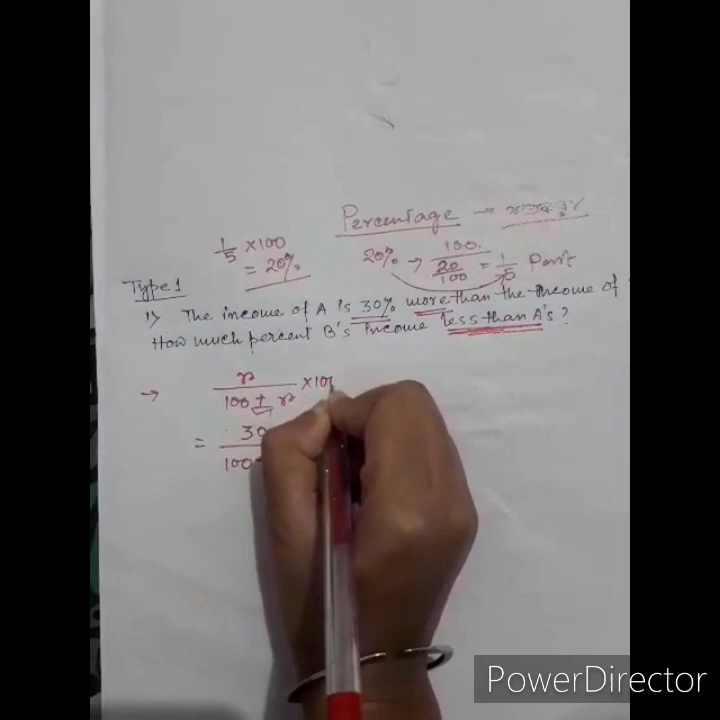 Percentage →
1/5 × 100
= 20%
20% → 100
20/100 = 1/5 Part
Type 1
1) The income of A is 30% more than the income of
How much percent B's income less than A's?
→ r/100 ± r × 10
= 30
100
PowerDirector